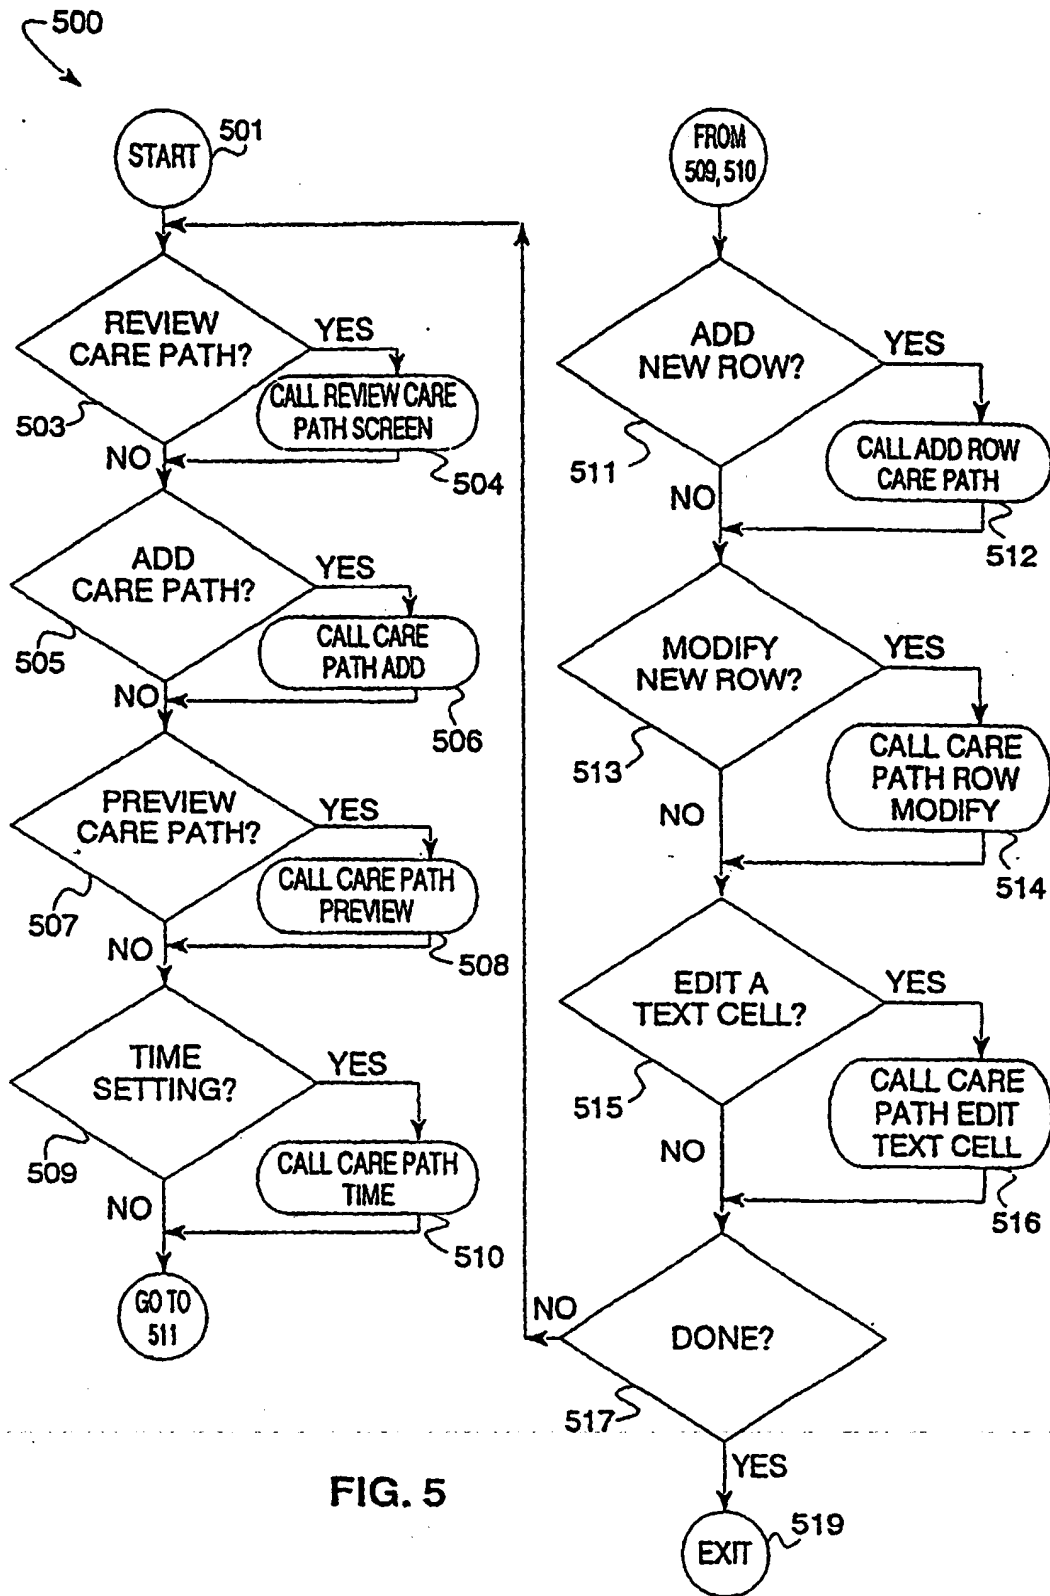 500
START
501
REVIEW
CARE PATH?
YES
503
CALL REVIEW CARE
PATH SCREEN
NO
504
ADD
CARE PATH?
YES
505
CALL CARE
PATH ADD
NO
506
PREVIEW
CARE PATH?
YES
507
CALL CARE PATH
PREVIEW
NO
508
TIME
SETTING?
YES
509
CALL CARE PATH
TIME
NO
510
GO TO
511
FROM
509, 510
ADD
NEW ROW?
YES
511
CALL ADD ROW
CARE PATH
NO
512
MODIFY
NEW ROW?
YES
513
CALL CARE
PATH ROW
MODIFY
NO
514
EDIT A
TEXT CELL?
YES
515
CALL CARE
PATH EDIT
TEXT CELL
NO
516
NO
DONE?
517
YES
EXIT
519
FIG. 5